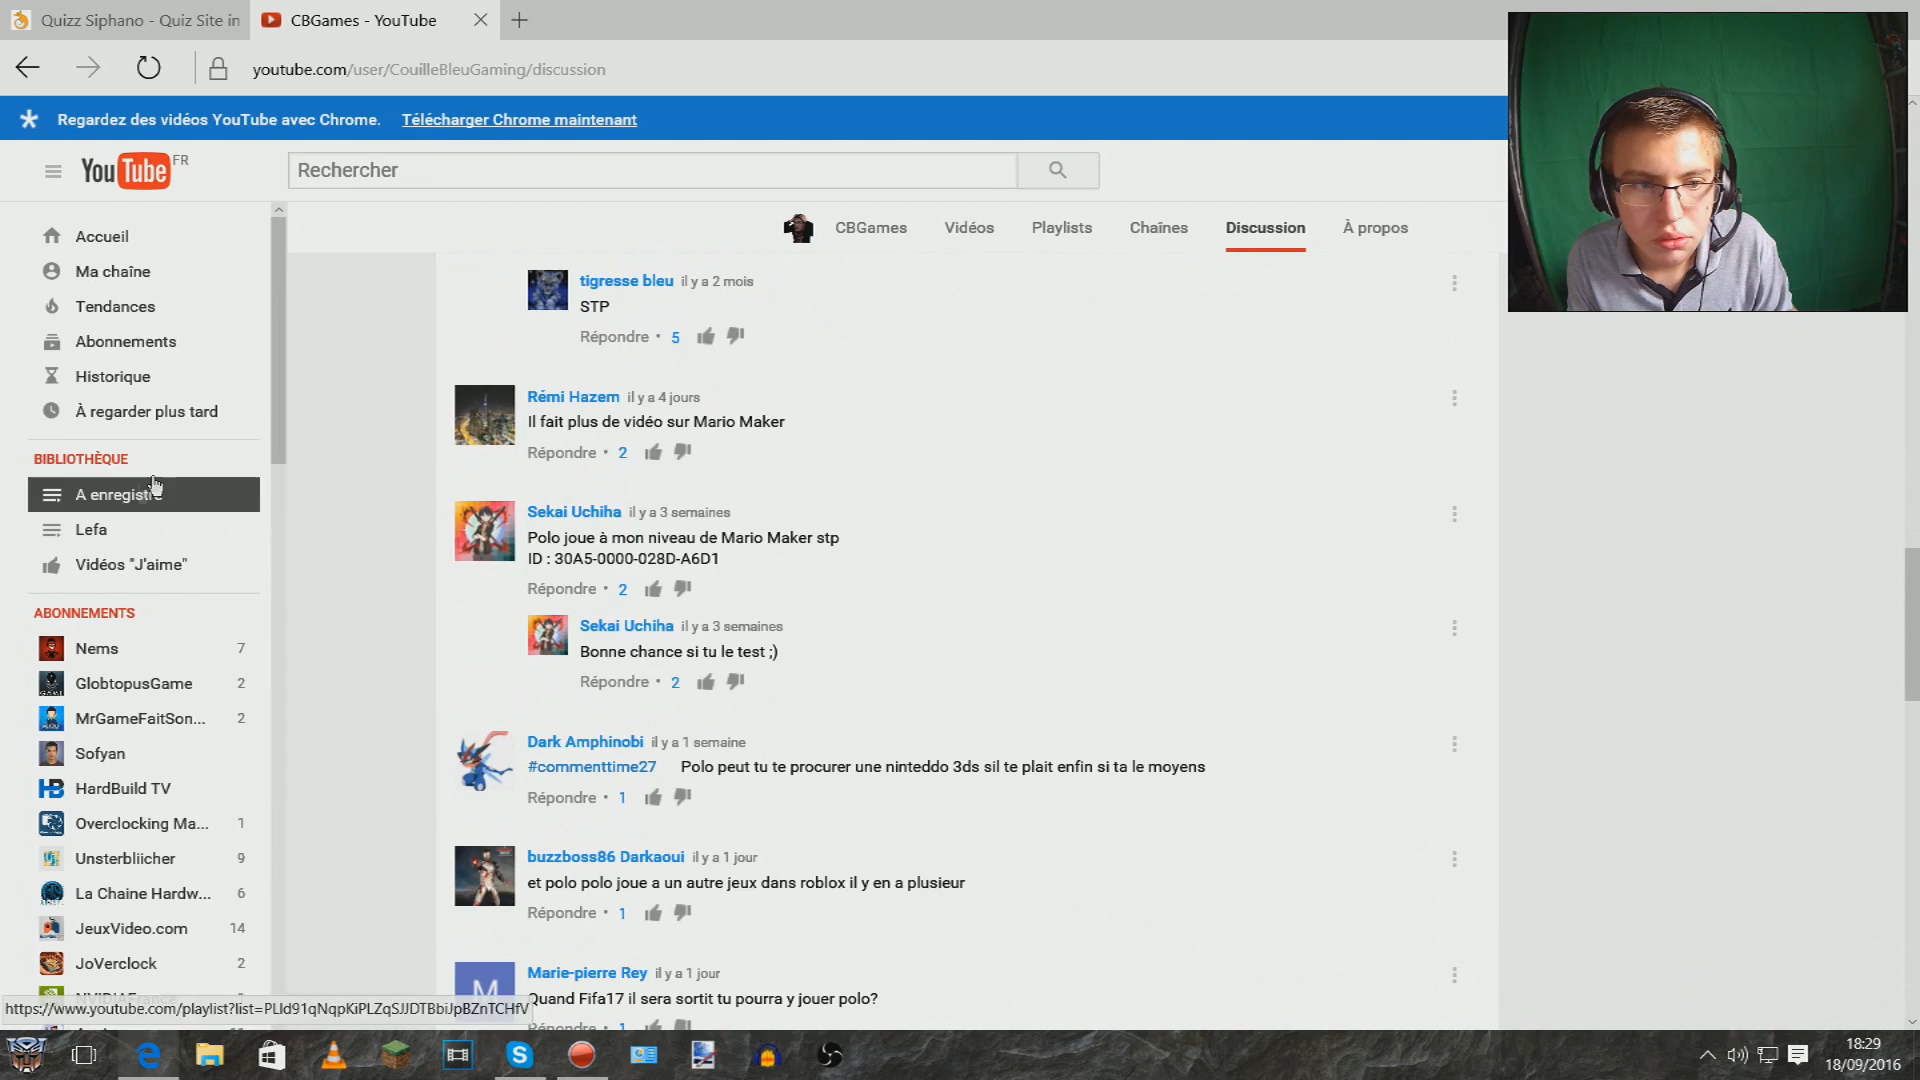 Quizz Siphano - Quiz Site in
CBGames - YouTube
youtube.com/user/CouilleBleuGaming/discussion
Regardez des vidéos YouTube avec Chrome. Télécharger Chrome maintenant
YouTube FR
Rechercher
CBGames Vidéos Playlists Chaînes Discussion À propos
Accueil
Ma chaîne
Tendances
Abonnements
Historique
À regarder plus tard
BIBLIOTHÈQUE
A enregistre
Lefa
Vidéos "J'aime"
ABONNEMENTS
Nems 7
GlobtopusGame 2
MrGameFaitSon... 2
Sofyan
HardBuild TV
Overclocking Ma... 1
Unsterbliicher 9
La Chaine Hardw... 6
JeuxVideo.com 14
JoVerclock 2
tigresse bleu il y a 2 mois
STP
Répondre • 5
Rémi Hazem il y a 4 jours
Il fait plus de vidéo sur Mario Maker
Répondre • 2
Sekai Uchiha il y a 3 semaines
Polo joue à mon niveau de Mario Maker stp
ID : 30A5-0000-028D-A6D1
Répondre • 2
Sekai Uchiha il y a 3 semaines
Bonne chance si tu le test ;)
Répondre • 2
Dark Amphinobi il y a 1 semaine
#commenttime27 Polo peut tu te procurer une ninteddo 3ds sil te plait enfin si ta le moyens
Répondre • 1
buzzboss86 Darkaoui il y a 1 jour
et polo polo joue a un autre jeux dans roblox il y en a plusieur
Répondre • 1
M
Marie-pierre Rey il y a 1 jour
Quand Fifa17 il sera sortit tu pourra y jouer polo?
Répondre • 1
https://www.youtube.com/playlist?list=PLld91qNqpKiPLZqSJJDTBbiJpBZnTCHfV
18:29
18/09/2016